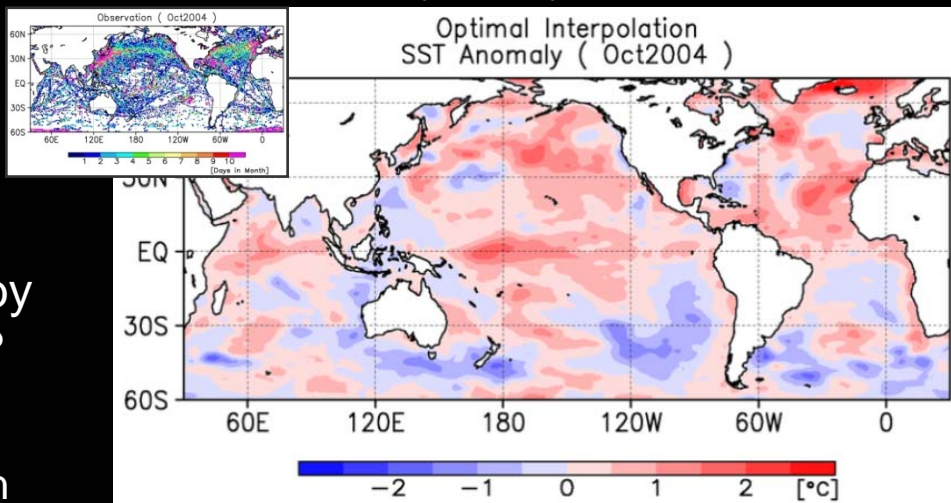 Observation ( Oct2004 )
60N
30N
EQ
30S
60S
60E 120E 180 120W 60W 0
1 2 3 4 5 6 7 8 9 10
[Days in Month]
Optimal Interpolation
SST Anomaly ( Oct2004 )
30N
EQ
30S
60S
60E 120E 180 120W 60W 0
−2 −1 0 1 2 [°C]
by